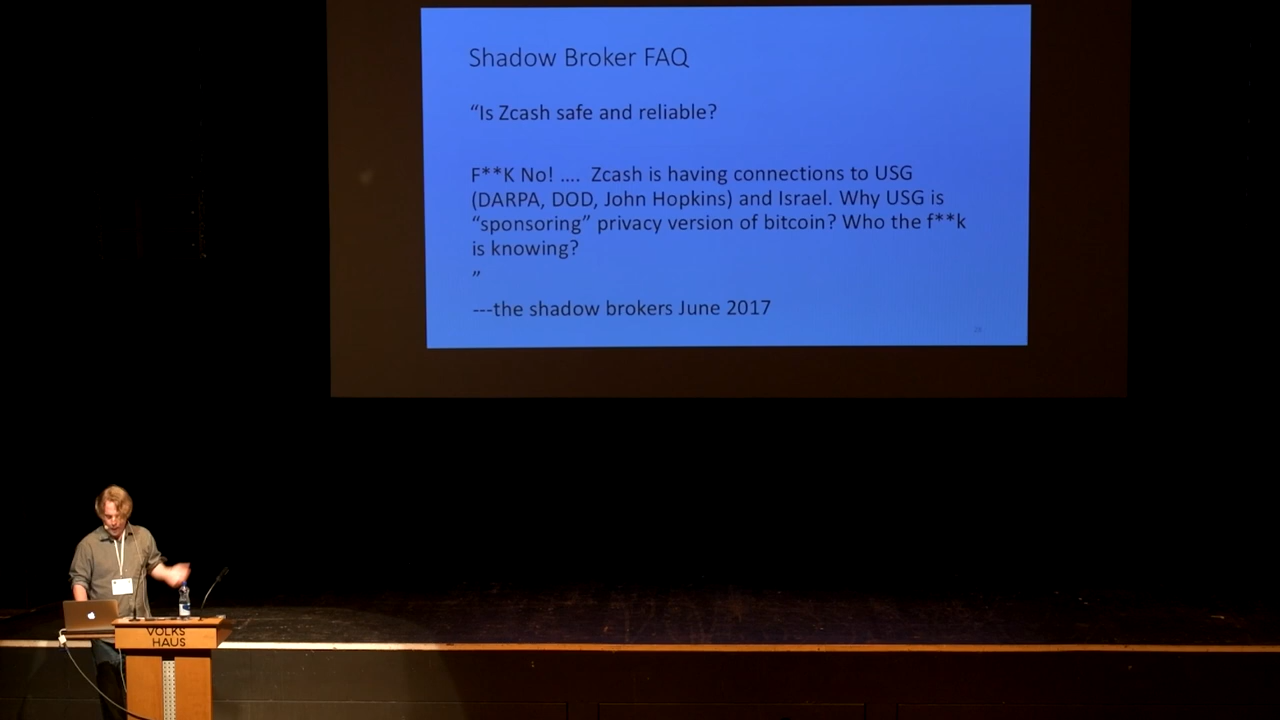 Shadow Broker FAQ
“Is Zcash safe and reliable?
F**K No! .... Zcash is having connections to USG
(DARPA, DOD, John Hopkins) and Israel. Why USG is
“sponsoring” privacy version of bitcoin? Who the f**k
is knowing?
”
---the shadow brokers June 2017
VOLKS
HAUS